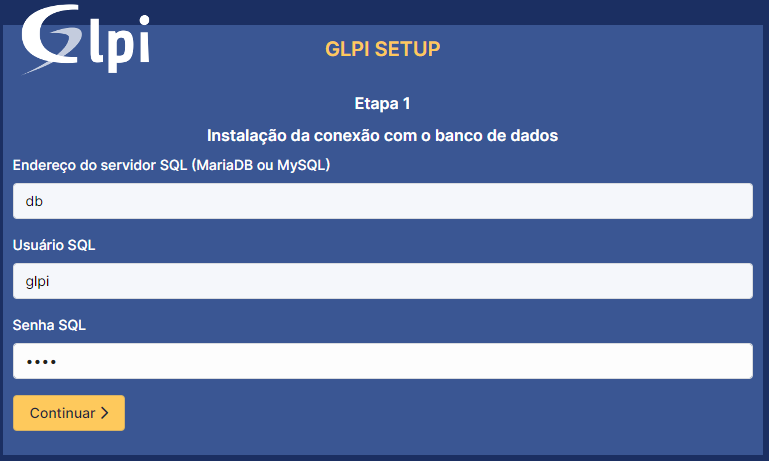 Glpi
GLPI SETUP
Etapa 1
Instalação da conexão com o banco de dados
Endereço do servidor SQL (MariaDB ou MySQL)
db
Usuário SQL
glpi
Senha SQL
••••
Continuar